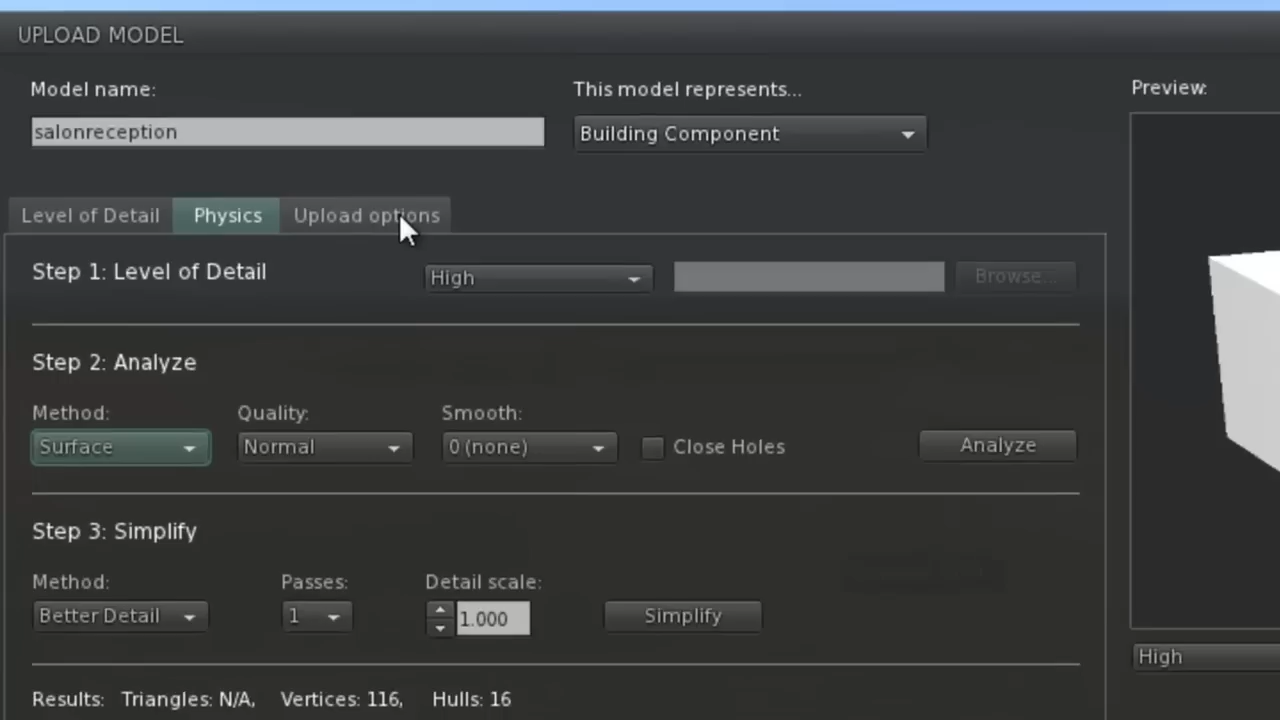 UPLOAD MODEL
Model name: This model represents... Preview:
salonreception Building Component
Level of Detail Physics Upload options
Step 1: Level of Detail High Browse...
Step 2: Analyze
Method: Quality: Smooth:
Surface Normal 0 (none) Close Holes Analyze
Step 3: Simplify
Method: Passes: Detail scale:
Better Detail 1 1.000 Simplify
High
Results: Triangles: N/A, Vertices: 116, Hulls: 16